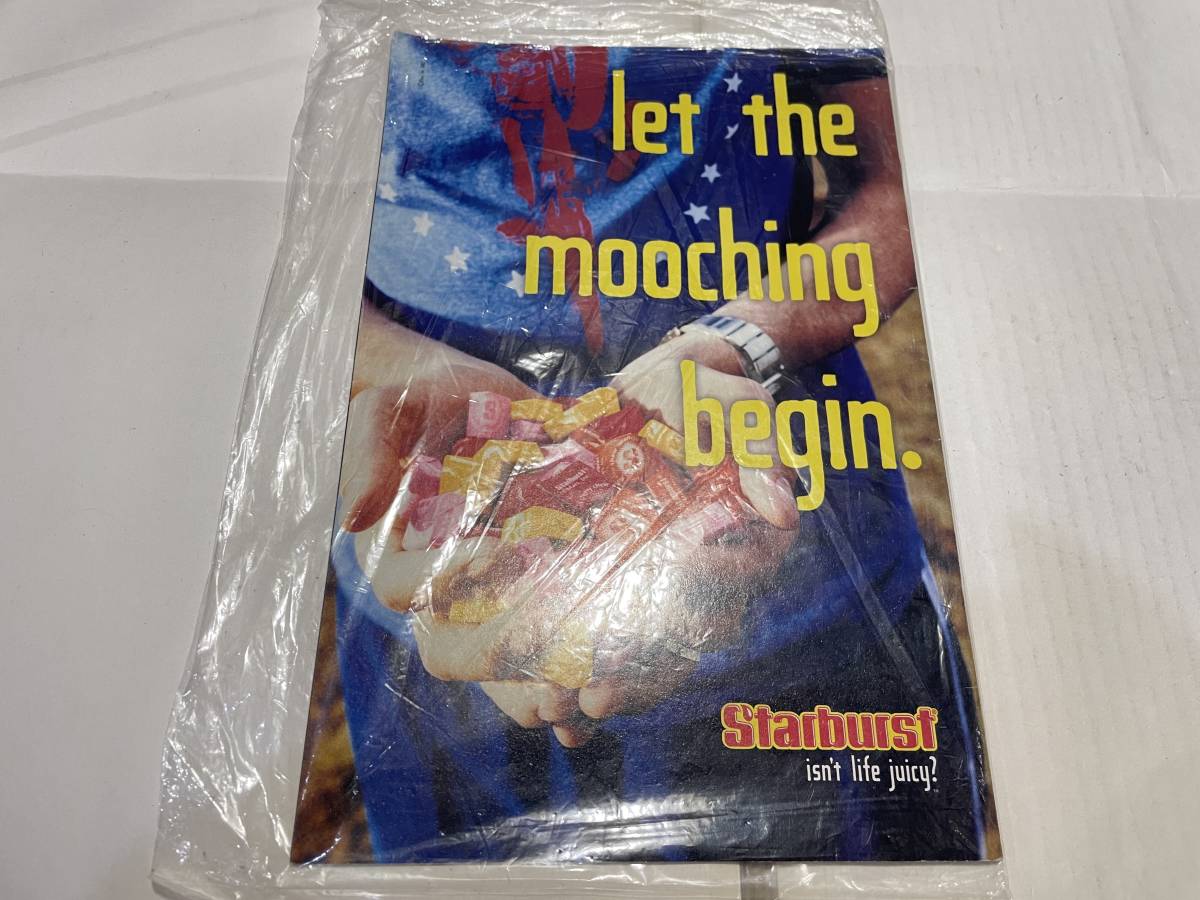 let the
mooching
begin.
Starburst
isn't life juicy?